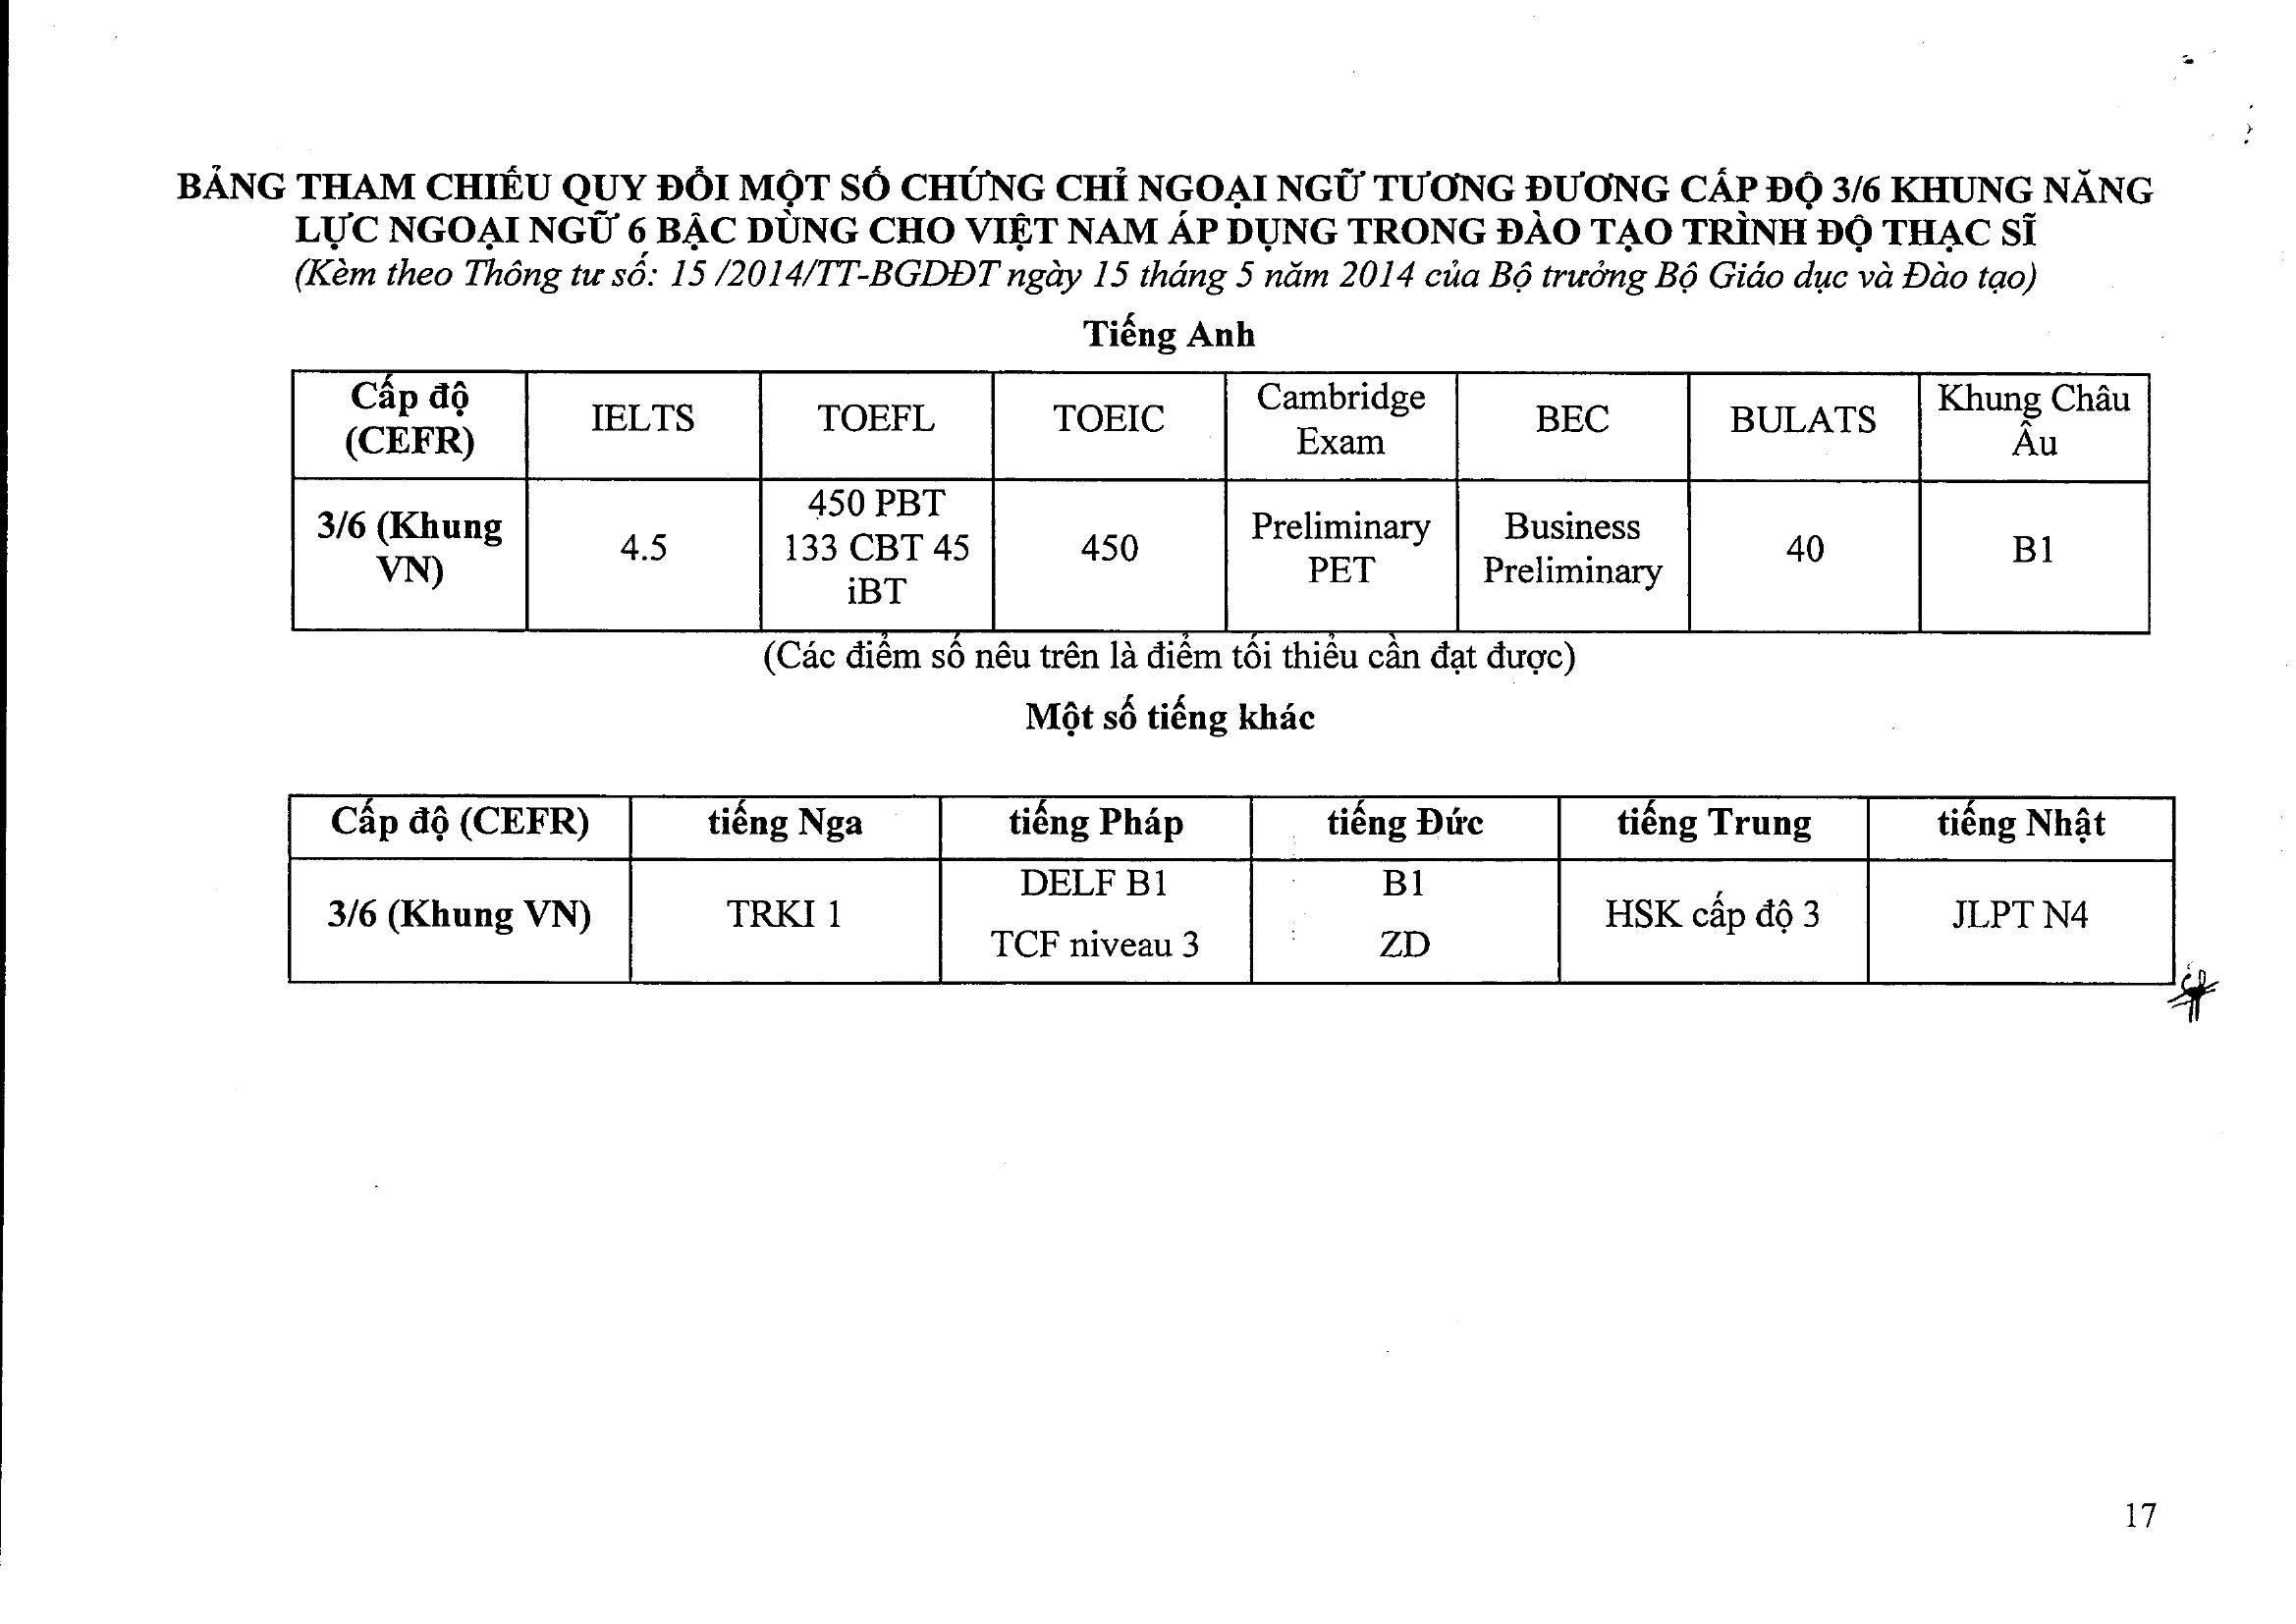 BẢNG THAM CHIẾU QUY ĐỔI MỘT SỐ CHỨNG CHỈ NGOẠI NGỮ TƯƠNG ĐƯƠNG CẤP ĐỘ 3/6 KHUNG NĂNG
LỰC NGOẠI NGỮ 6 BẬC DÙNG CHO VIỆT NAM ÁP DỤNG TRONG ĐÀO TẠO TRÌNH ĐỘ THẠC SĨ
(Kèm theo Thông tư số: 15 /2014/TT-BGDĐT ngày 15 tháng 5 năm 2014 của Bộ trưởng Bộ Giáo dục và Đào tạo)
Tiếng Anh
Cấp độ
(CEFR)
IELTS
TOEFL
TOEIC
Cambridge
Exam
BEC
BULATS
Khung Châu
Âu
3/6 (Khung
VN)
4.5
450 PBT
133 CBT 45
iBT
450
Preliminary
PET
Business
Preliminary
40
B1
(Các điểm số nêu trên là điểm tối thiểu cần đạt được)
Một số tiếng khác
Cấp độ (CEFR)
tiếng Nga
tiếng Pháp
tiếng Đức
tiếng Trung
tiếng Nhật
3/6 (Khung VN)
TRKI 1
DELF B1
TCF niveau 3
B1
ZD
HSK cấp độ 3
JLPT N4
17